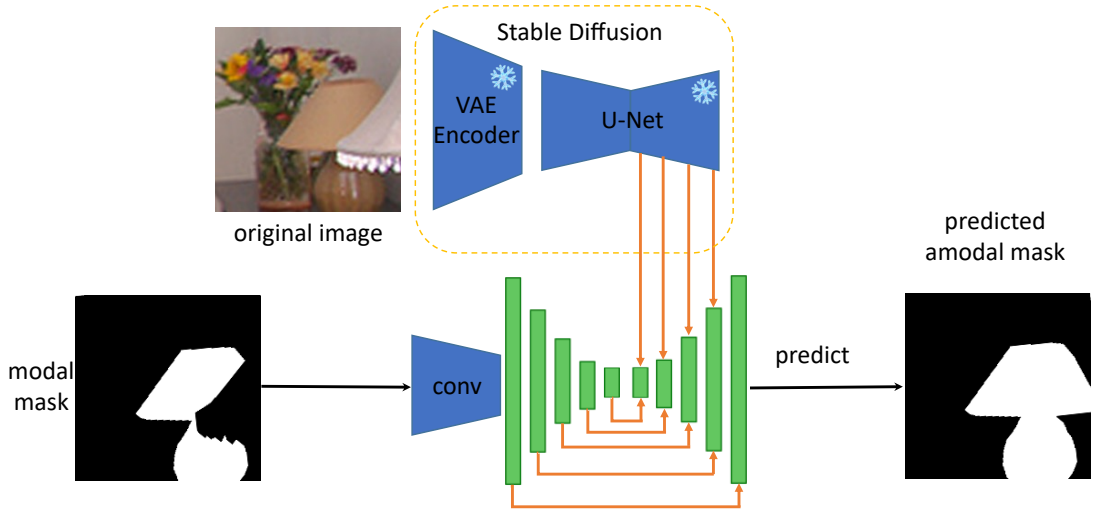 Stable Diffusion
VAE
Encoder
U-Net
original image
predicted
amodal mask
modal
mask
conv
predict